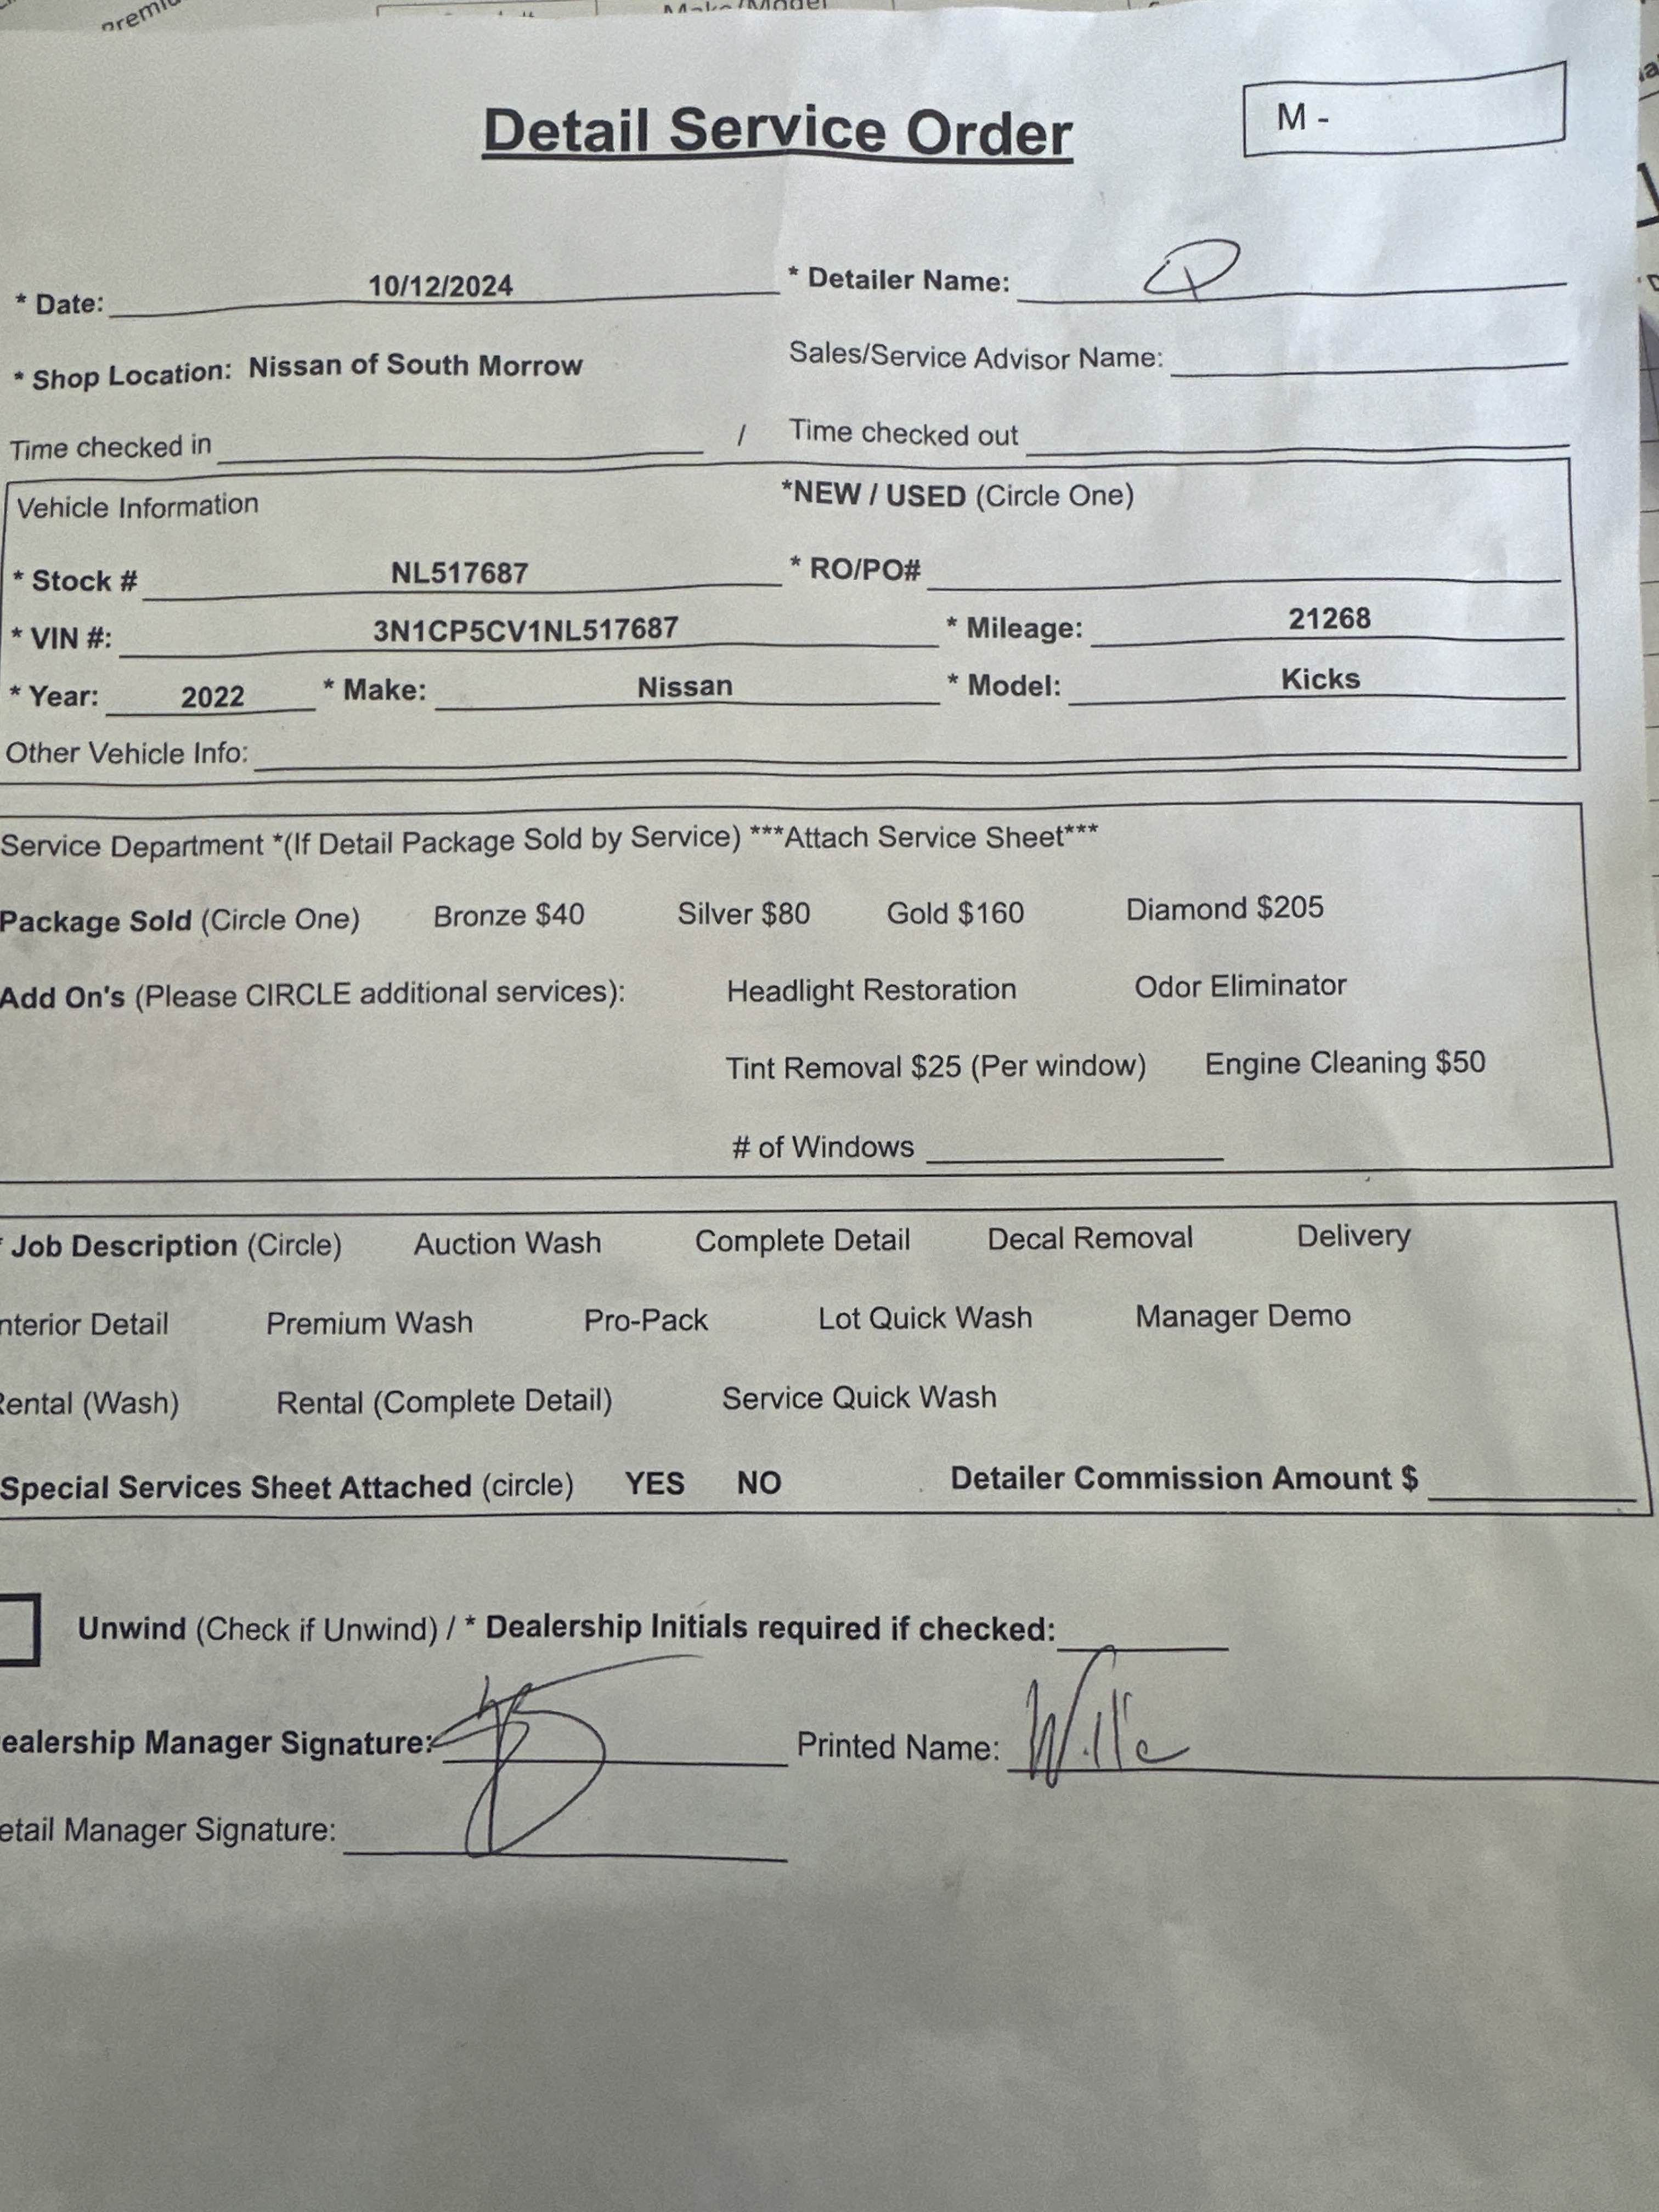 Make/Model
Detail Service Order
M -
* Date: 10/12/2024 * Detailer Name:
* Shop Location: Nissan of South Morrow Sales/Service Advisor Name:
Time checked in / Time checked out
Vehicle Information *NEW / USED (Circle One)
* Stock # NL517687 * RO/PO#
* VIN #: 3N1CP5CV1NL517687 * Mileage: 21268
* Year: 2022 * Make: Nissan * Model: Kicks
Other Vehicle Info:
Service Department *(If Detail Package Sold by Service) ***Attach Service Sheet***
Package Sold (Circle One) Bronze $40 Silver $80 Gold $160 Diamond $205
Add On's (Please CIRCLE additional services): Headlight Restoration Odor Eliminator
Tint Removal $25 (Per window) Engine Cleaning $50
# of Windows
* Job Description (Circle) Auction Wash Complete Detail Decal Removal Delivery
nterior Detail Premium Wash Pro-Pack Lot Quick Wash Manager Demo
Rental (Wash) Rental (Complete Detail) Service Quick Wash
Special Services Sheet Attached (circle) YES NO Detailer Commission Amount $
Unwind (Check if Unwind) / * Dealership Initials required if checked:
ealership Manager Signature: Printed Name:
etail Manager Signature: